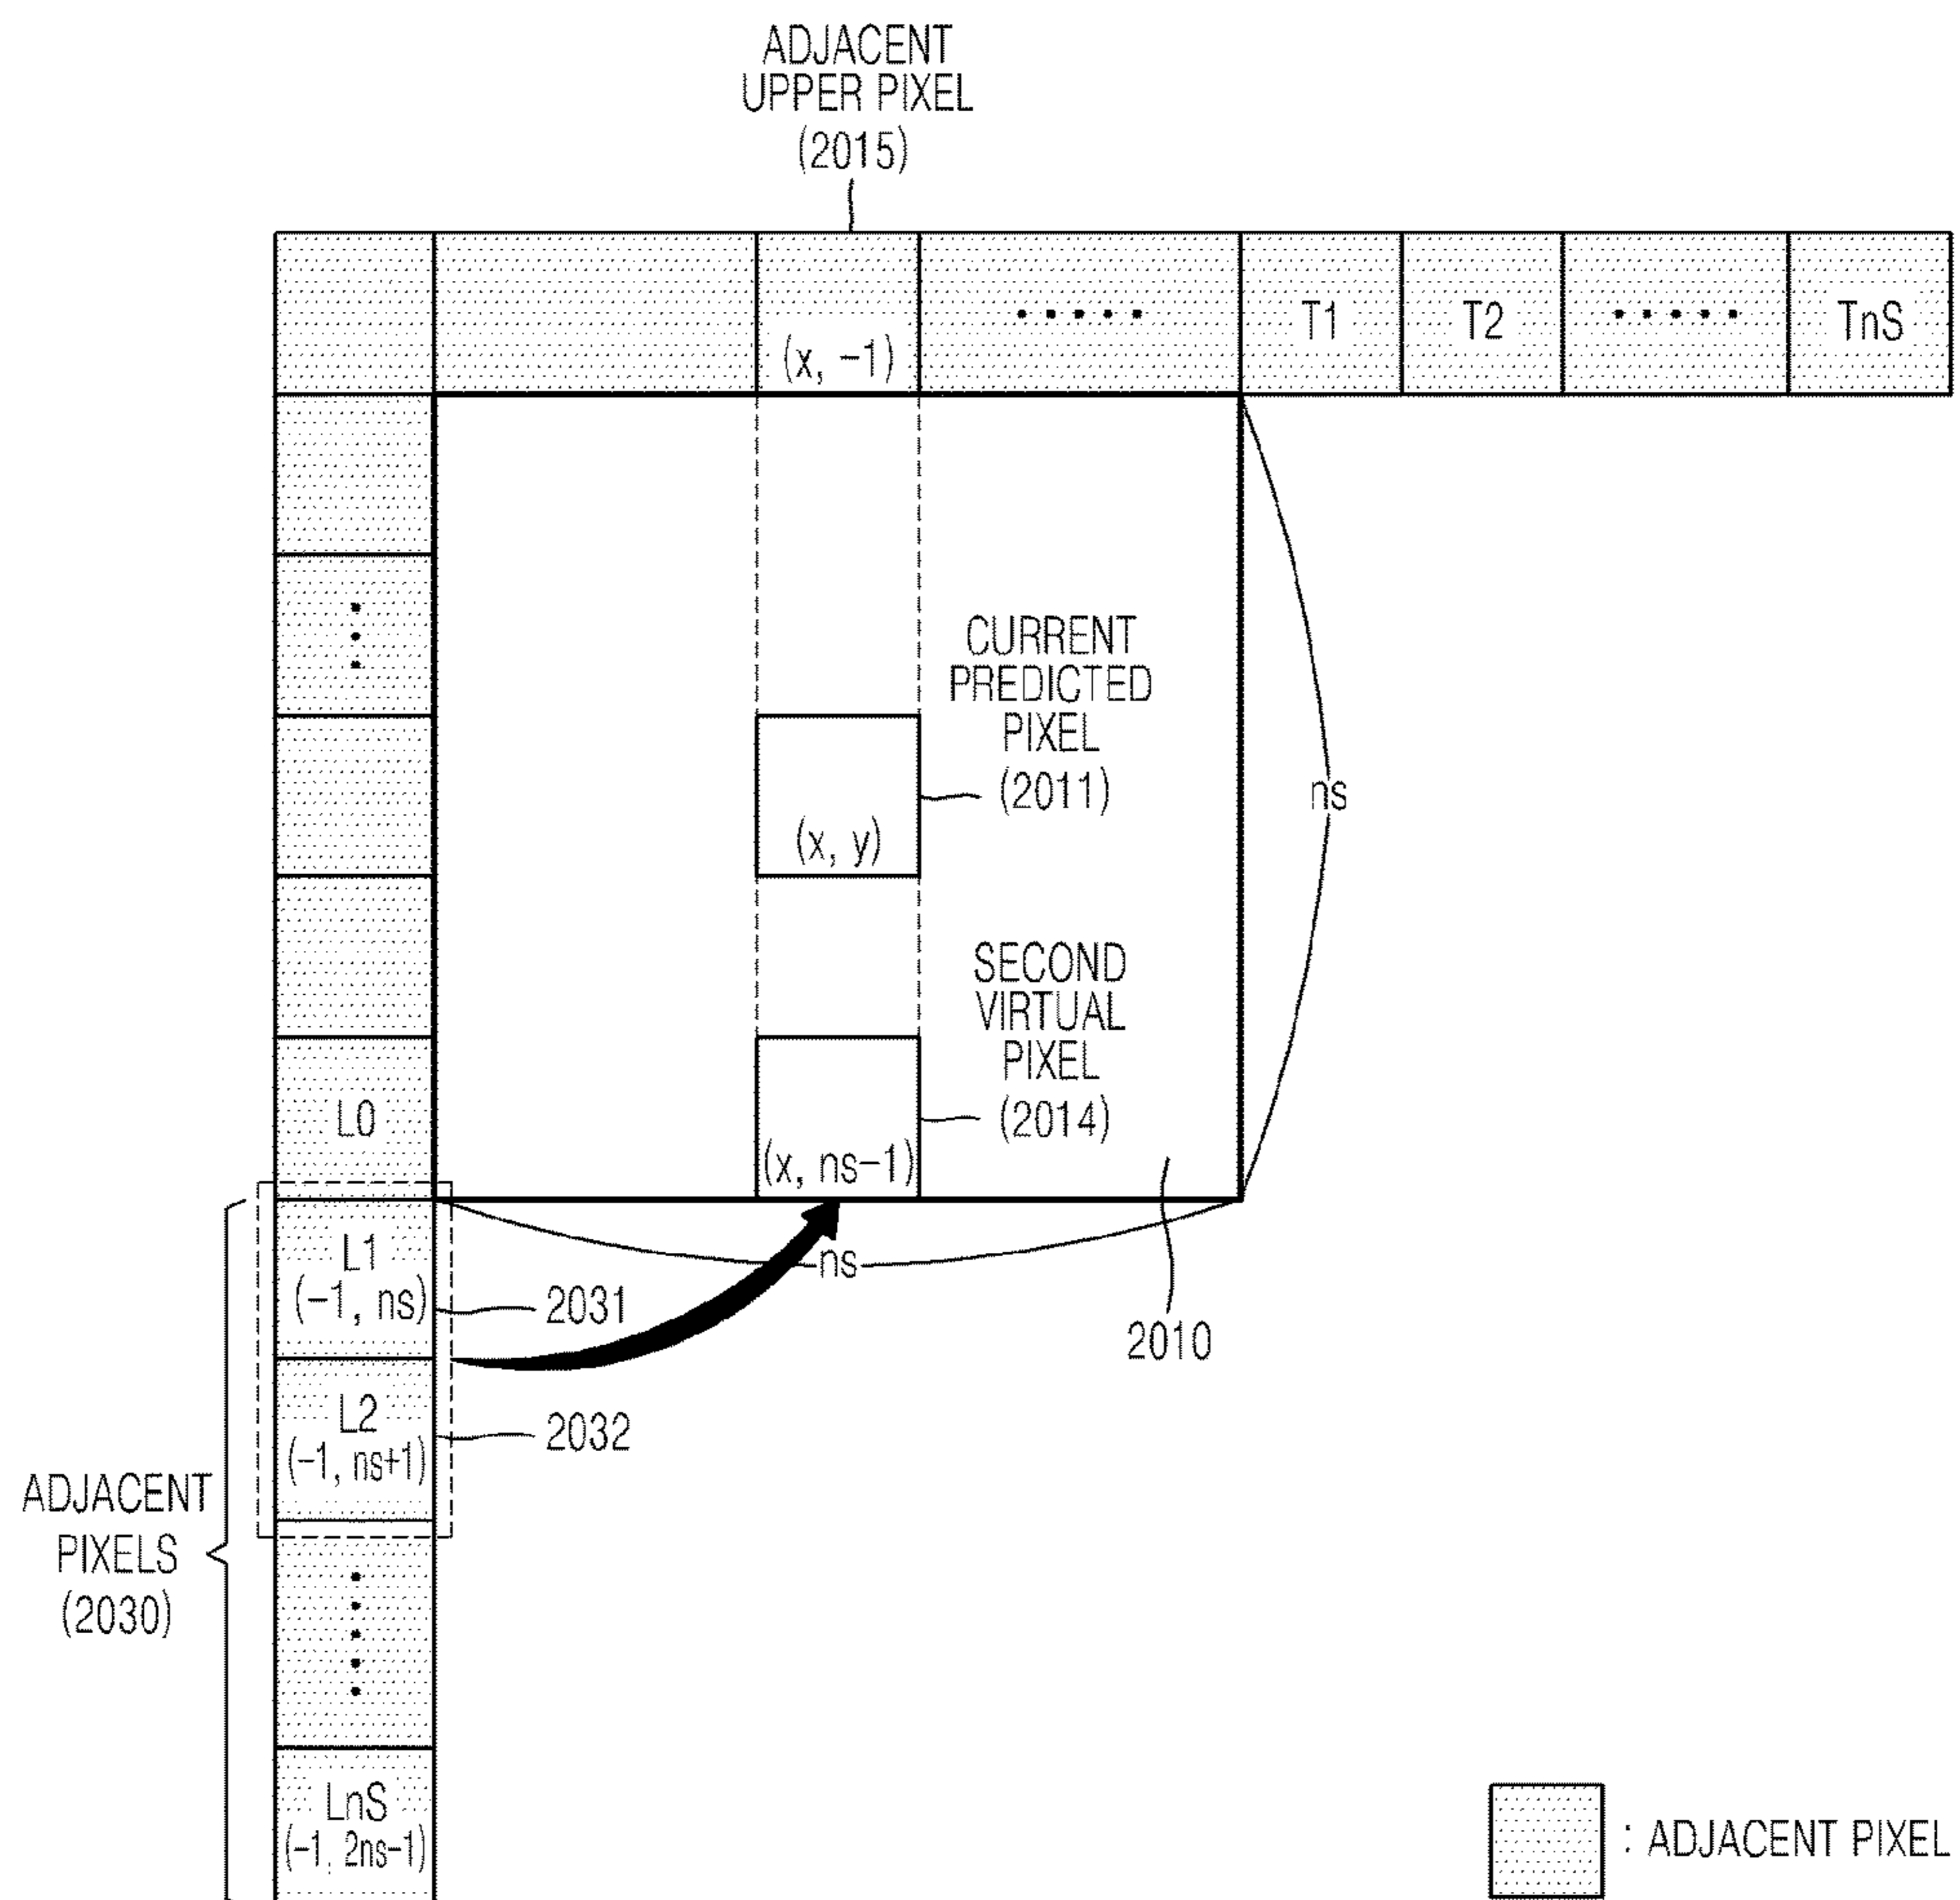 ADJACENT
UPPER PIXEL
(2015)
(x, -1)
.....
T1
T2
.....
TnS
CURRENT
PREDICTED
PIXEL
(2011)
(x, y)
ns
SECOND
VIRTUAL
PIXEL
(2014)
(x, ns-1)
L0
L1
(-1, ns)
2031
ns
2010
L2
(-1, ns+1)
2032
ADJACENT
PIXELS
(2030)
LnS
(-1, 2ns-1)
: ADJACENT PIXEL